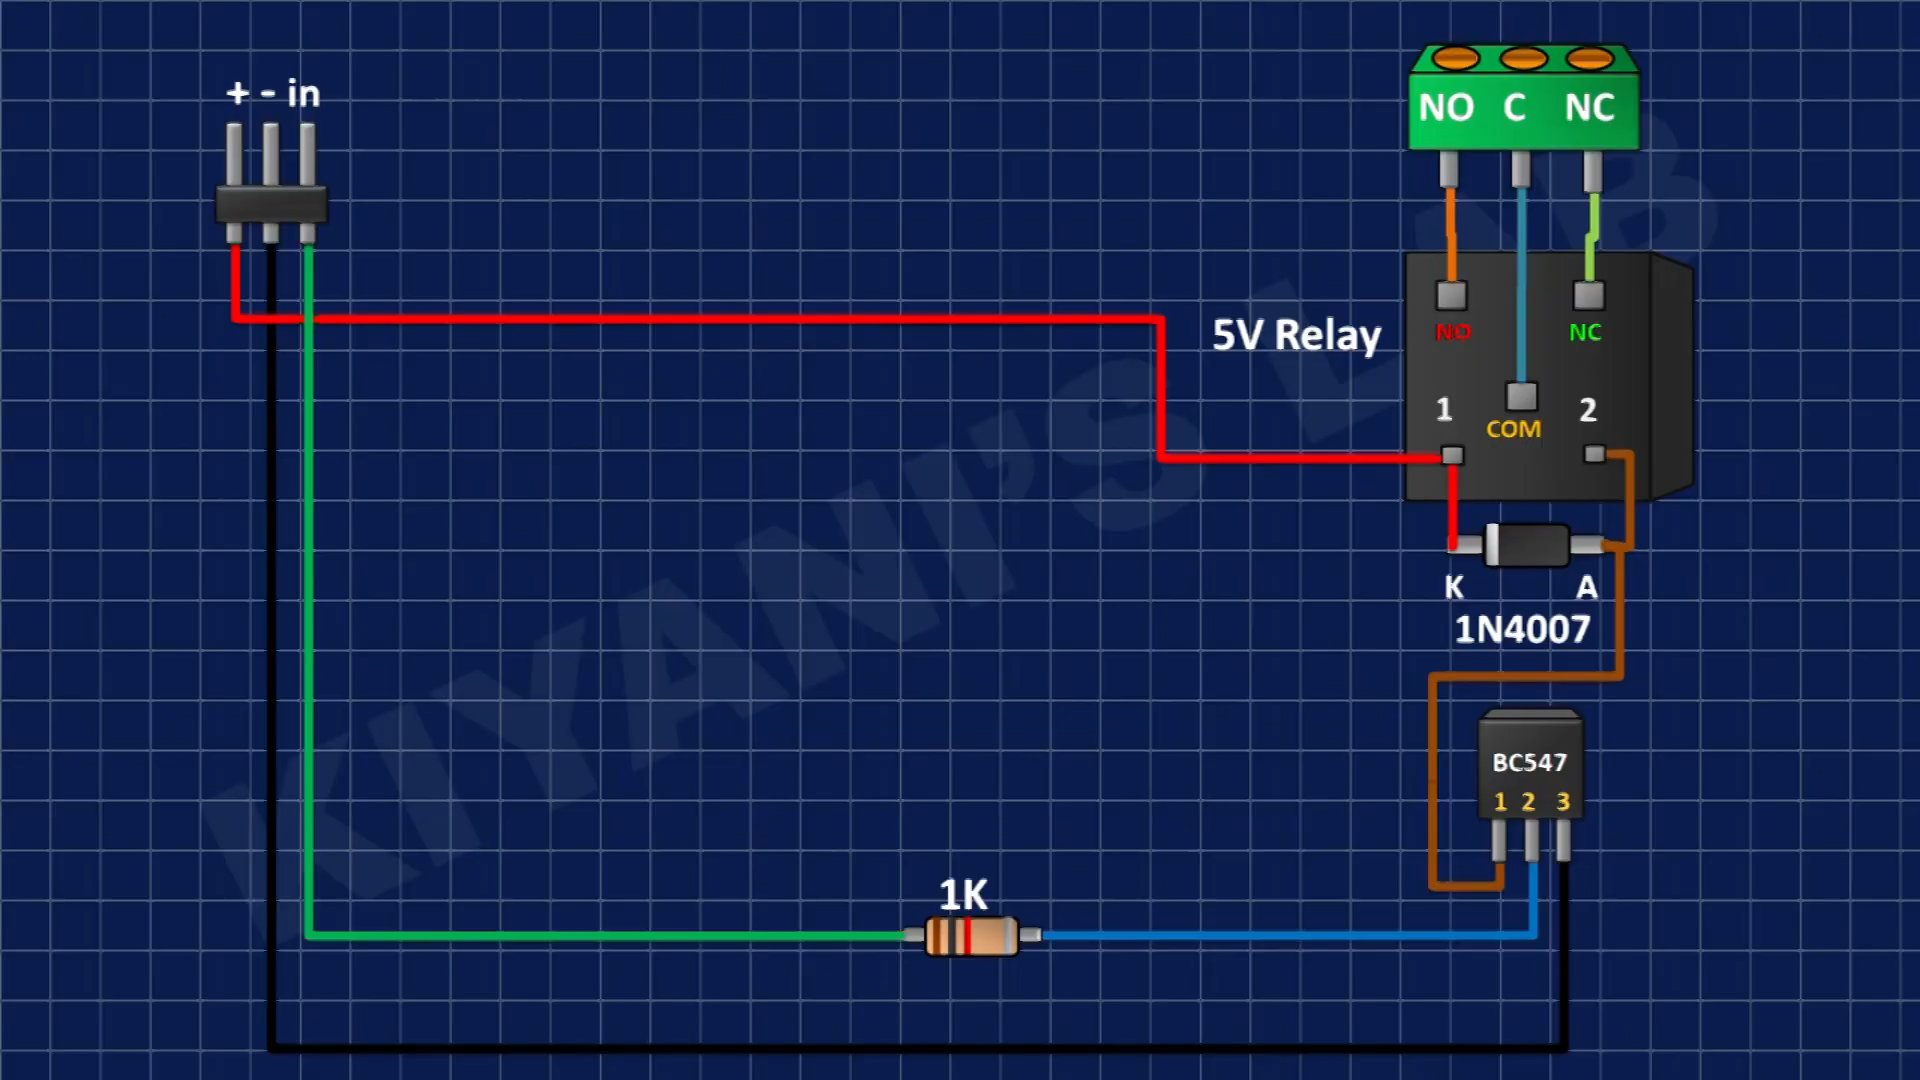 + - in
NO C NC
5V Relay
NO
NC
1
2
COM
K
A
1N4007
BC547
1 2 3
1K
KIYANI'S LAB